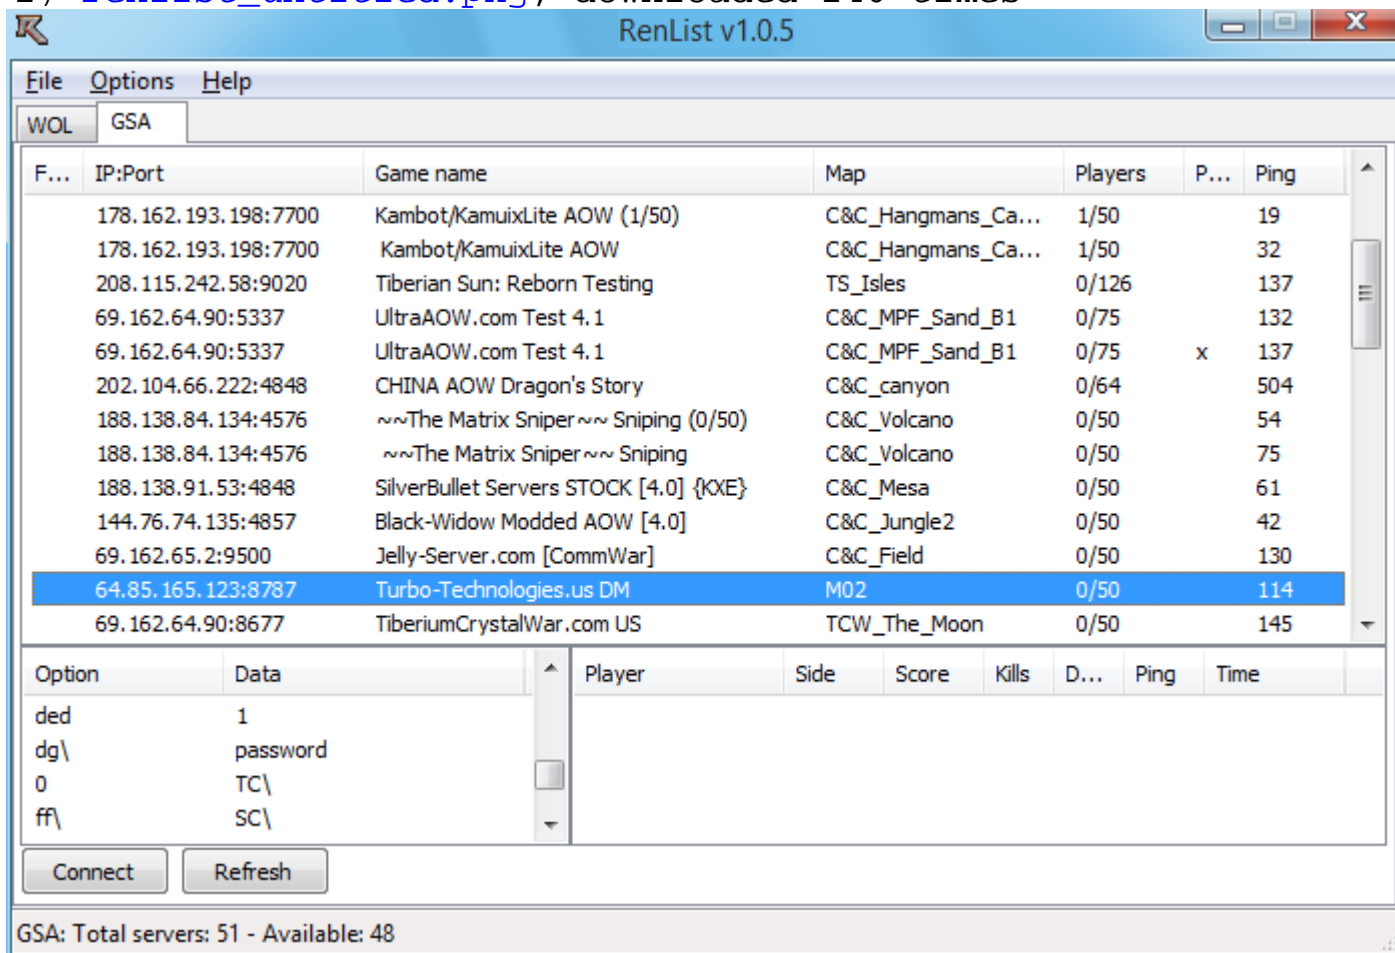 RenList v1.0.5
File Options Help
WOL GSA
F... IP:Port Game name Map Players P... Ping
178.162.193.198:7700 Kambot/KamuixLite AOW (1/50) C&C_Hangmans_Ca... 1/50 19
178.162.193.198:7700 Kambot/KamuixLite AOW C&C_Hangmans_Ca... 1/50 32
208.115.242.58:9020 Tiberian Sun: Reborn Testing TS_Isles 0/126 137
69.162.64.90:5337 UltraAOW.com Test 4.1 C&C_MPF_Sand_B1 0/75 132
69.162.64.90:5337 UltraAOW.com Test 4.1 C&C_MPF_Sand_B1 0/75 x 137
202.104.66.222:4848 CHINA AOW Dragon's Story C&C_canyon 0/64 504
188.138.84.134:4576 ~~The Matrix Sniper~~ Sniping (0/50) C&C_Volcano 0/50 54
188.138.84.134:4576 ~~The Matrix Sniper~~ Sniping C&C_Volcano 0/50 75
188.138.91.53:4848 SilverBullet Servers STOCK [4.0] {KXE} C&C_Mesa 0/50 61
144.76.74.135:4857 Black-Widow Modded AOW [4.0] C&C_Jungle2 0/50 42
69.162.65.2:9500 Jelly-Server.com [CommWar] C&C_Field 0/50 130
64.85.165.123:8787 Turbo-Technologies.us DM M02 0/50 114
69.162.64.90:8677 TiberiumCrystalWar.com US TCW_The_Moon 0/50 145
Option Data Player Side Score Kills D... Ping Time
ded 1
dg\ password
0 TC\
ff\ SC\
Connect Refresh
GSA: Total servers: 51 - Available: 48